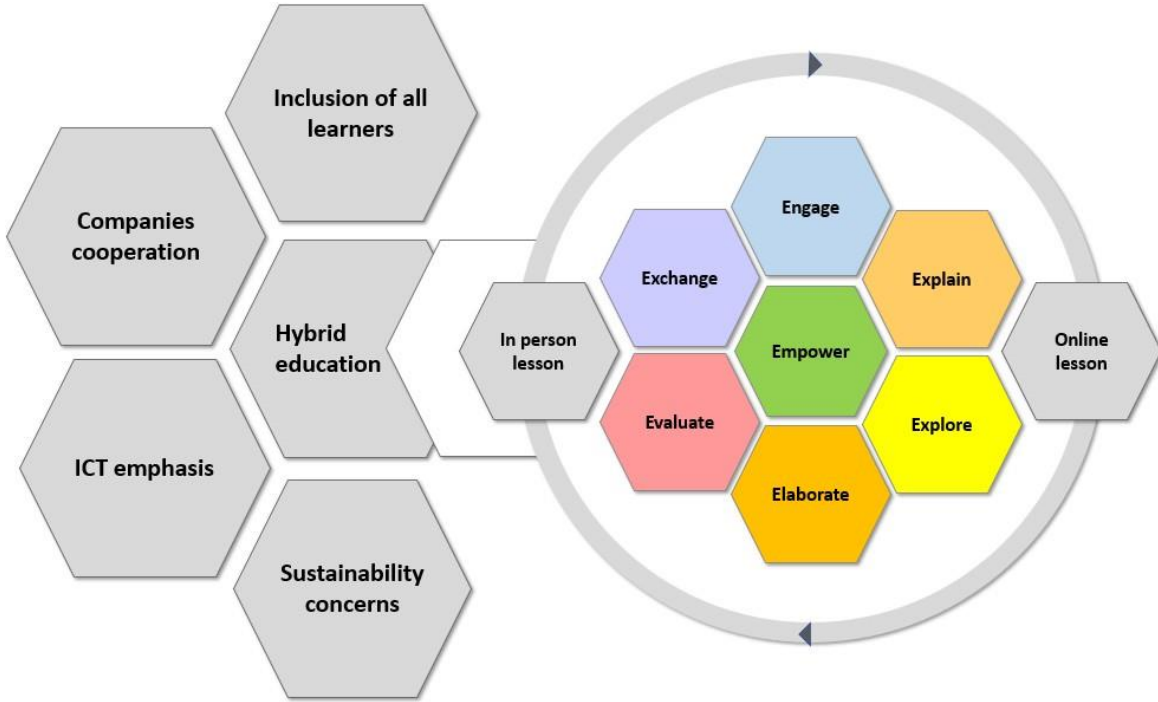 Inclusion of all
learners
Companies
cooperation
Hybrid
education
ICT emphasis
Sustainability
concerns
In person
lesson
Engage
Exchange
Explain
Empower
Evaluate
Explore
Elaborate
Online
lesson